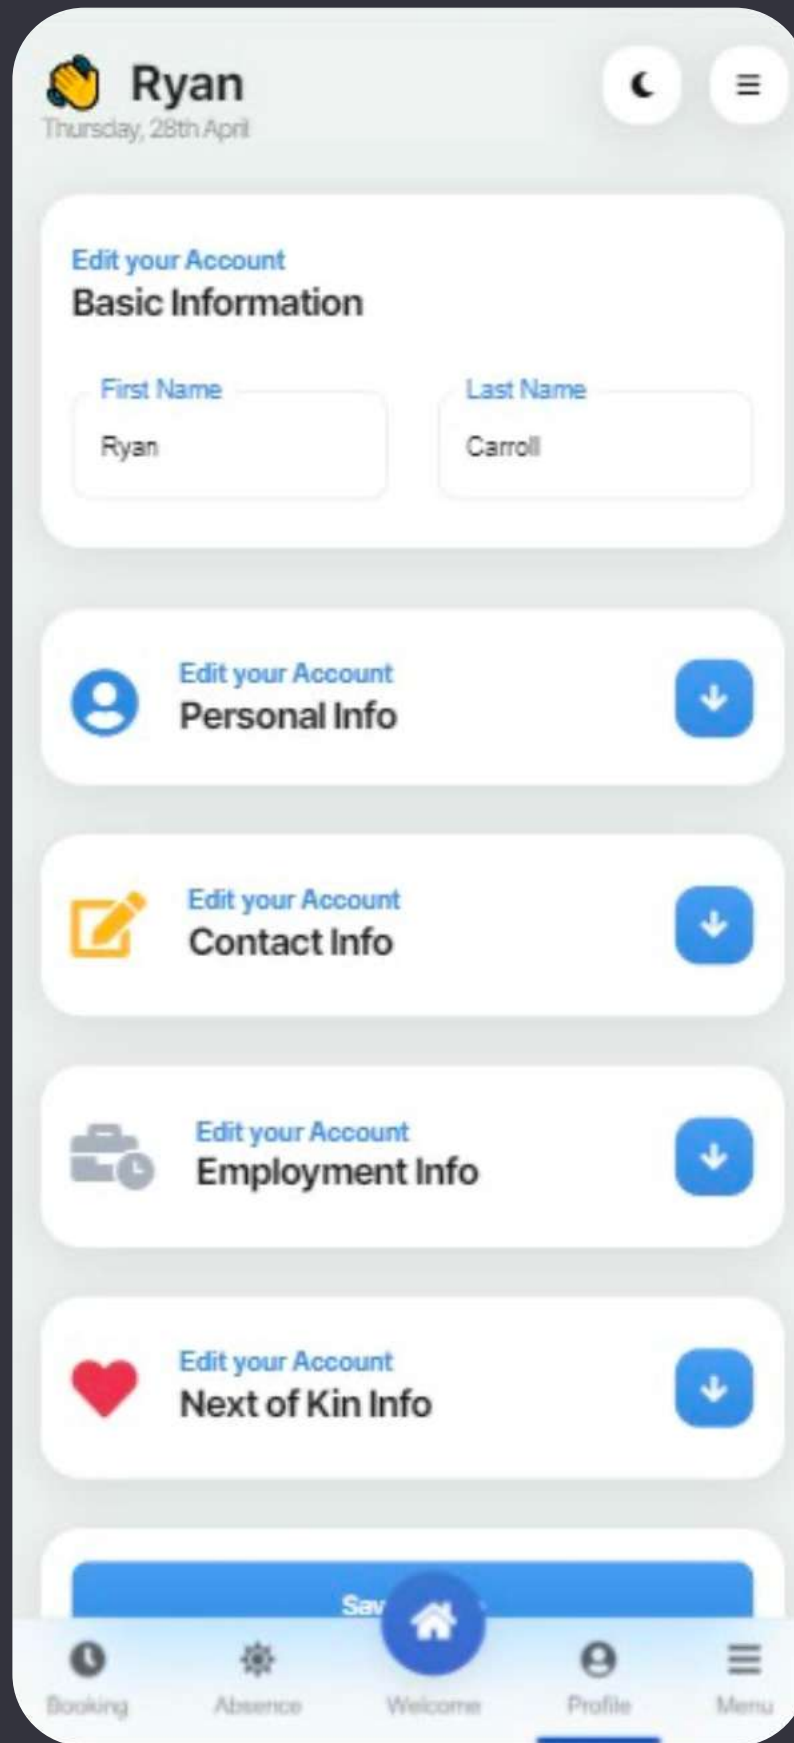 Ryan
Thursday, 28th April
Edit your Account
Basic Information
First Name
Last Name
Ryan
Carroll
Edit your Account
Personal Info
Edit your Account
Contact Info
Edit your Account
Employment Info
Edit your Account
Next of Kin Info
Booking
Absence
Welcome
Profile
Menu